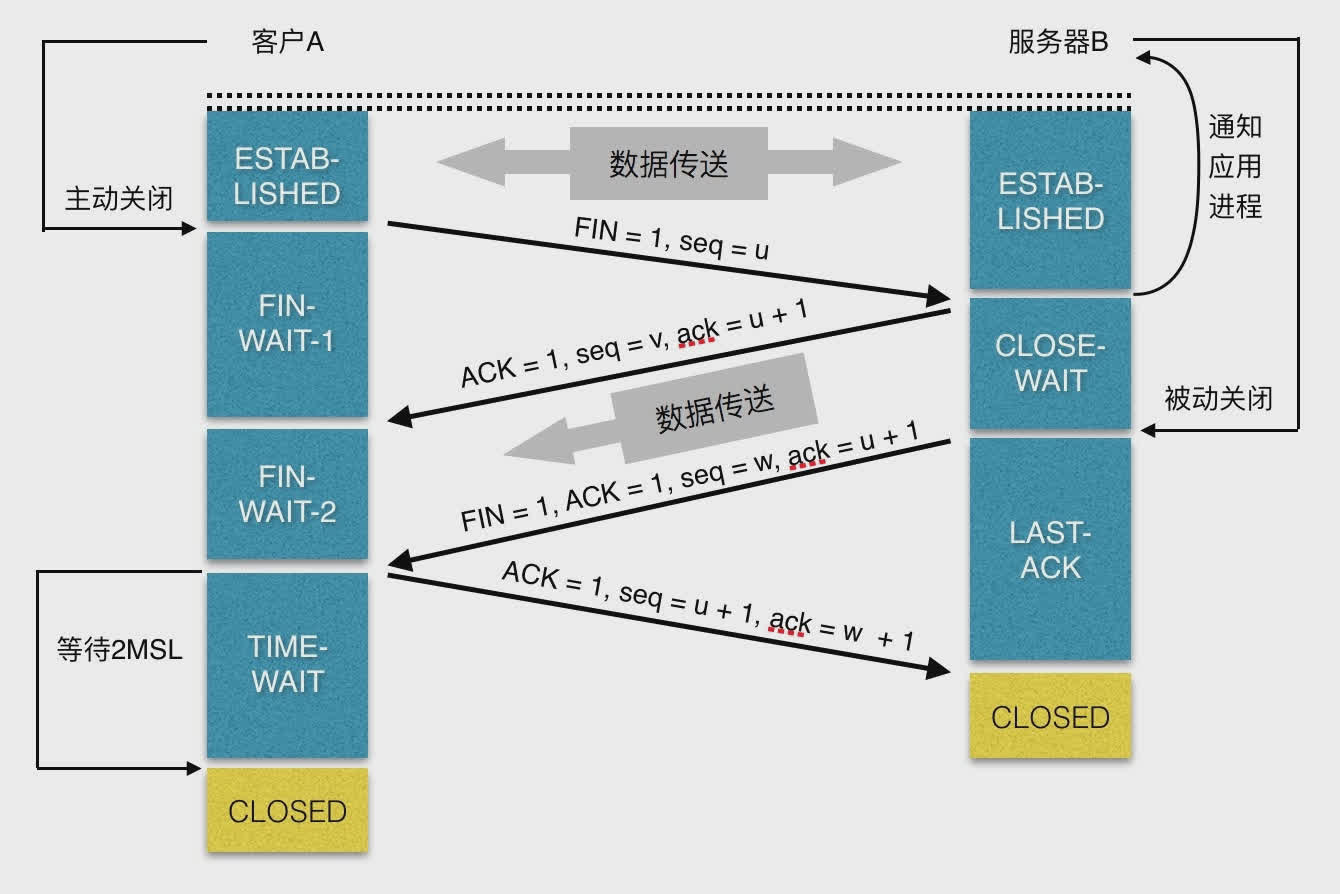 客户A
服务器B
ESTAB-
LISHED
数据传送
ESTAB-
LISHED
通知
应用
进程
主动关闭
FIN = 1, seq = u
FIN-
WAIT-1
ACK = 1, seq = v, ack = u + 1
CLOSE-
WAIT
被动关闭
数据传送
FIN-
WAIT-2
FIN = 1, ACK = 1, seq = w, ack = u + 1
LAST-
ACK
ACK = 1, seq = u + 1, ack = w + 1
等待2MSL
TIME-
WAIT
CLOSED
CLOSED